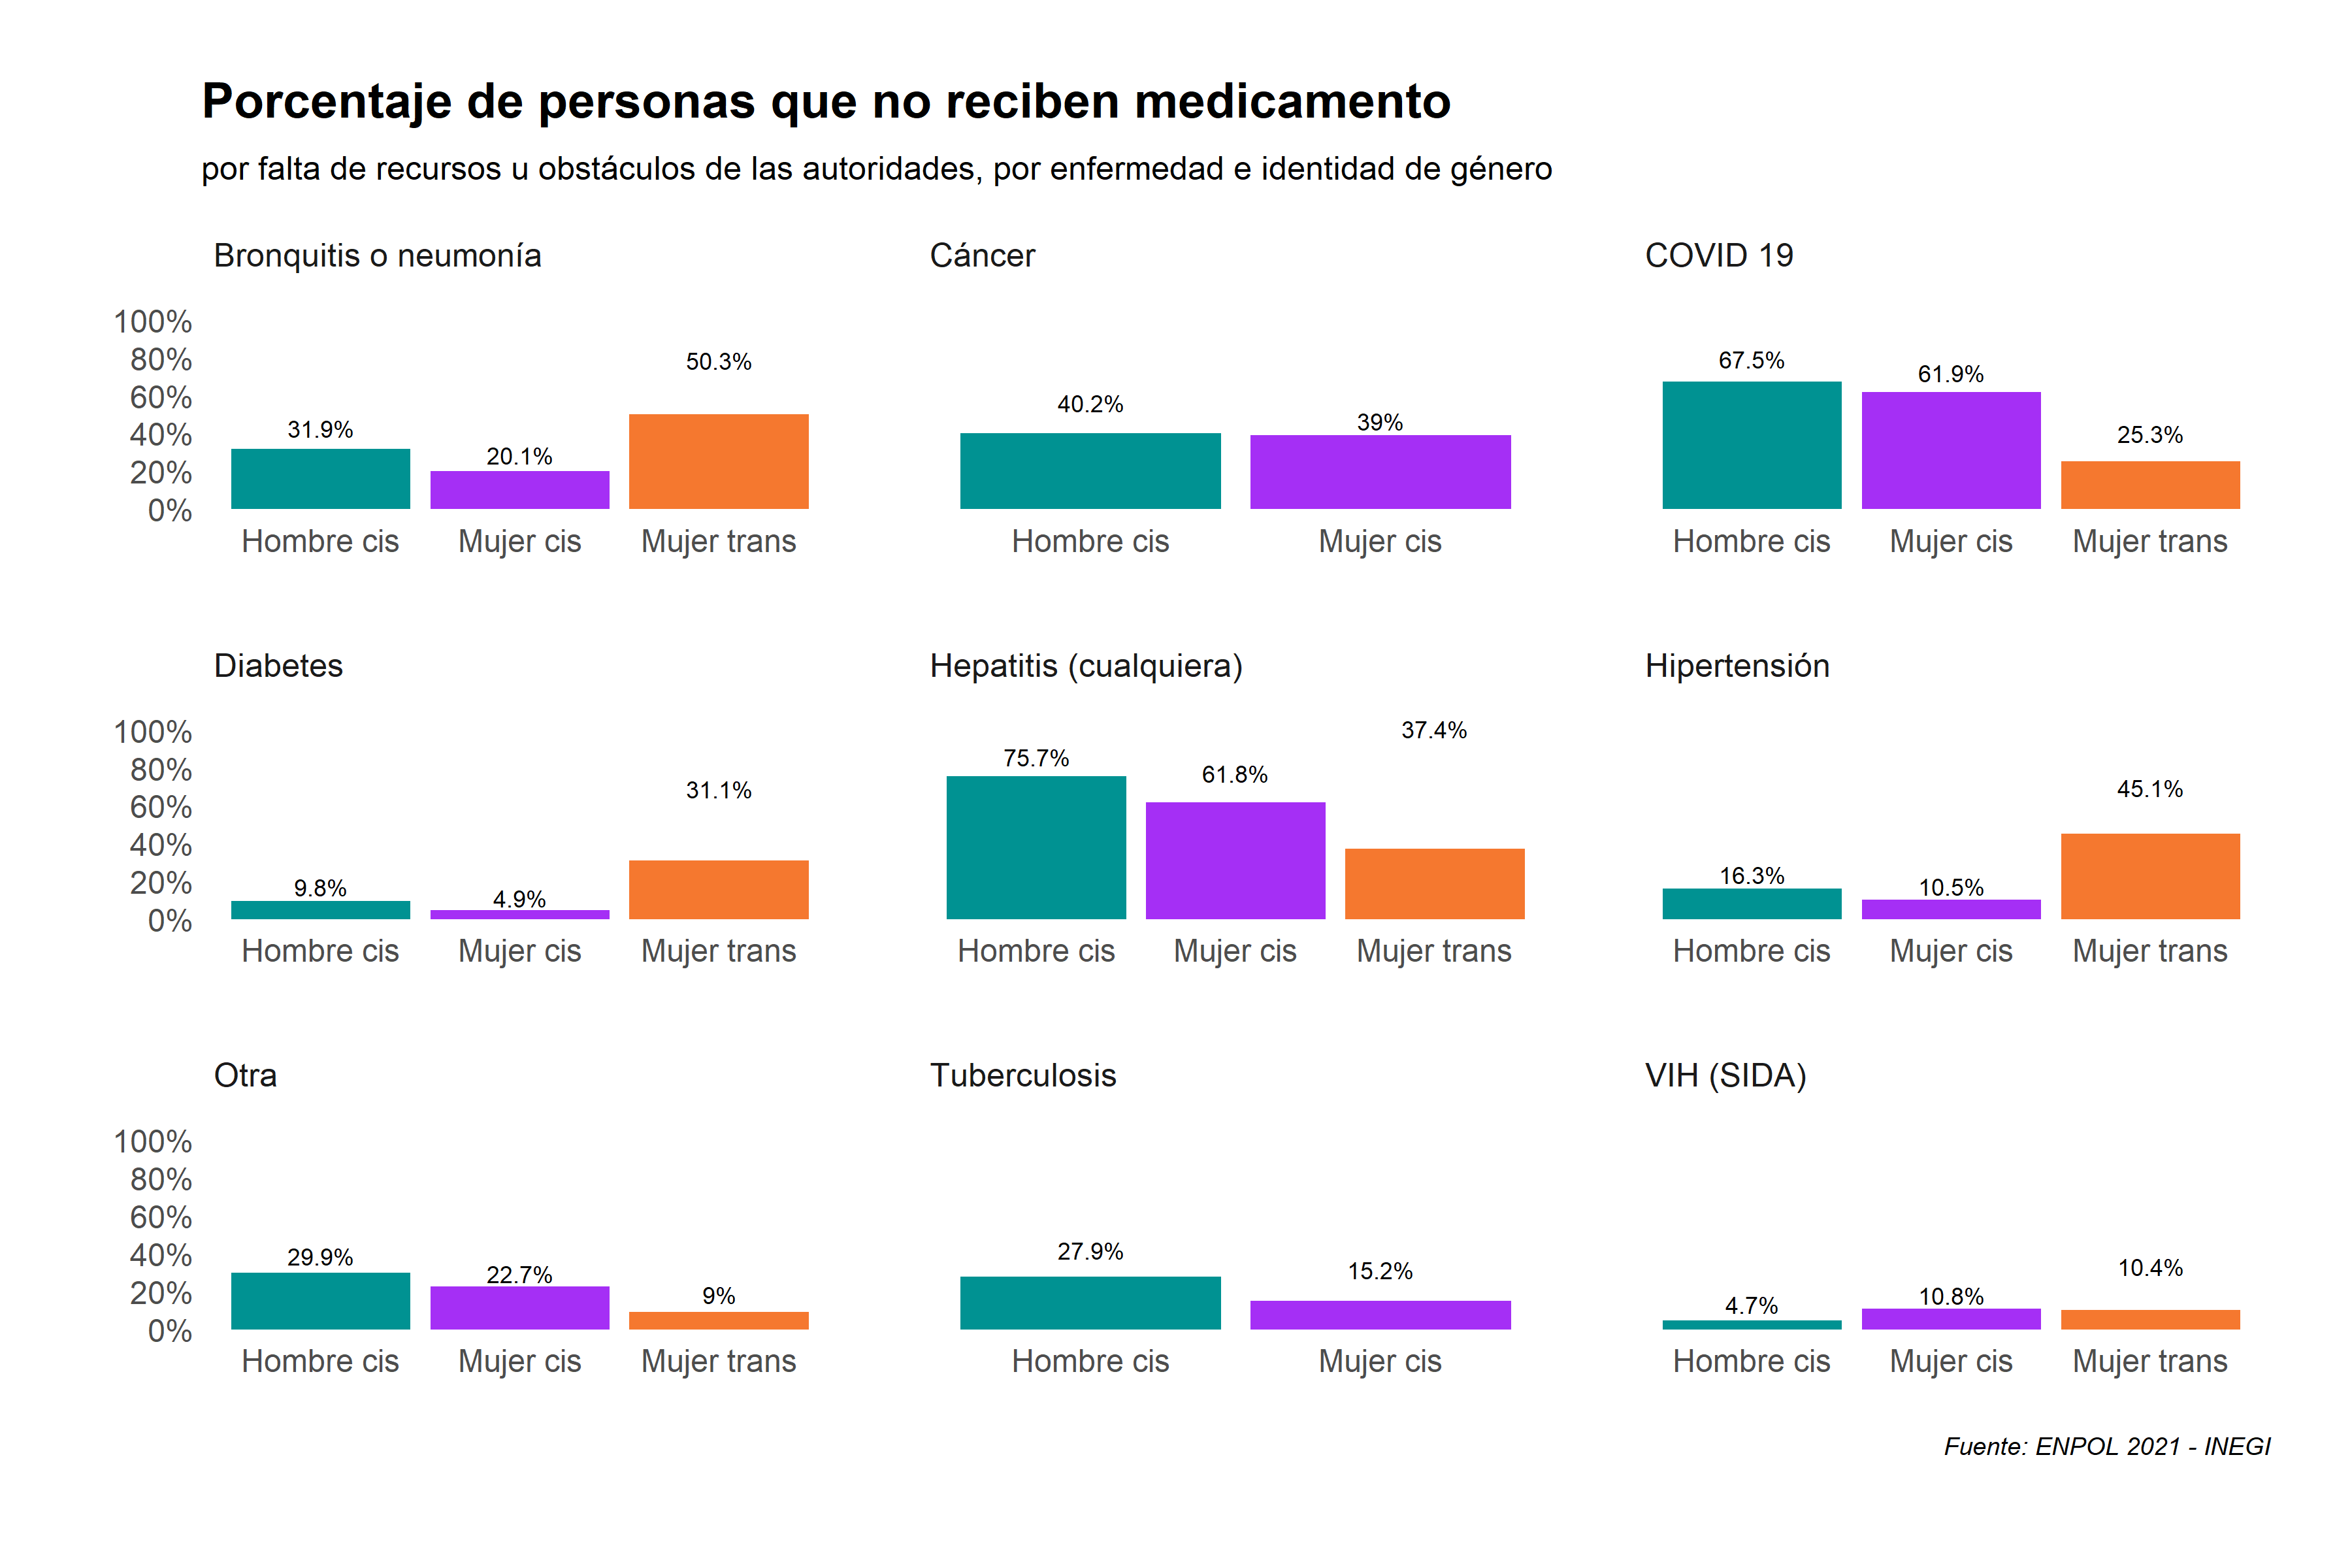 Porcentaje de personas que no reciben medicamento
por falta de recursos u obstáculos de las autoridades, por enfermedad e identidad de género
Bronquitis o neumonía
100%
80%
60%
40%
20%
0%
31.9%
20.1%
50.3%
Hombre cis
Mujer cis
Mujer trans
Cáncer
40.2%
39%
Hombre cis
Mujer cis
COVID 19
67.5%
61.9%
25.3%
Hombre cis
Mujer cis
Mujer trans
Diabetes
100%
80%
60%
40%
20%
0%
9.8%
4.9%
31.1%
Hombre cis
Mujer cis
Mujer trans
Hepatitis (cualquiera)
75.7%
61.8%
37.4%
Hombre cis
Mujer cis
Mujer trans
Hipertensión
16.3%
10.5%
45.1%
Hombre cis
Mujer cis
Mujer trans
Otra
100%
80%
60%
40%
20%
0%
29.9%
22.7%
9%
Hombre cis
Mujer cis
Mujer trans
Tuberculosis
27.9%
15.2%
Hombre cis
Mujer cis
VIH (SIDA)
4.7%
10.8%
10.4%
Hombre cis
Mujer cis
Mujer trans
Fuente: ENPOL 2021 - INEGI